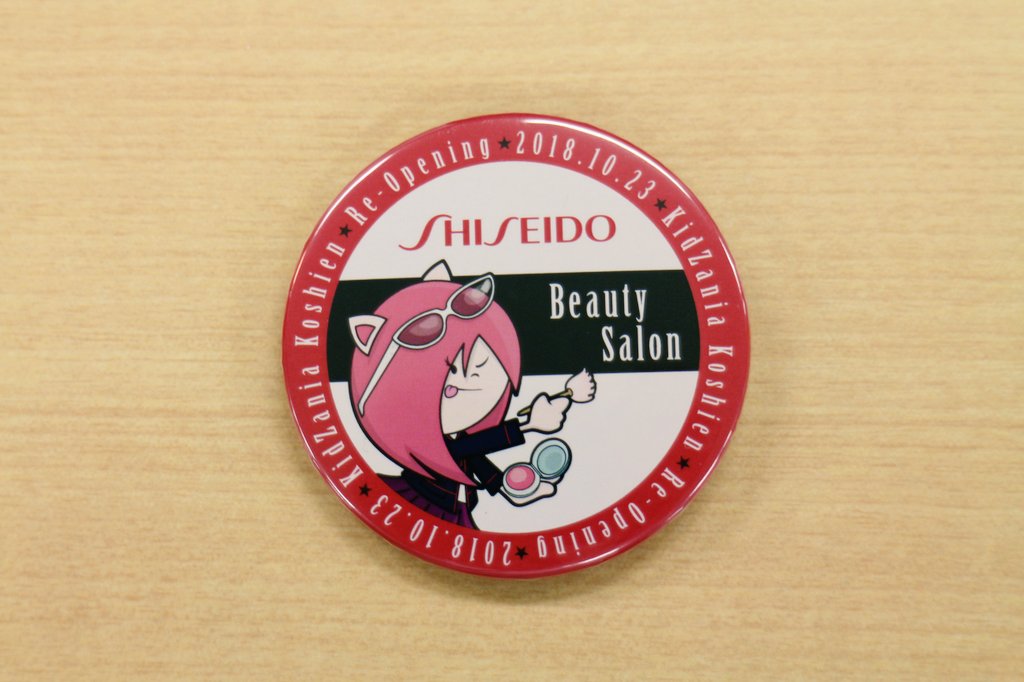 Re-Opening ★ 2018.10.23 ★ KidZania Koshien ★ Re-Opening ★ 2018.10.23 ★ KidZania Koshien ★
SHISEIDO
Beauty
Salon